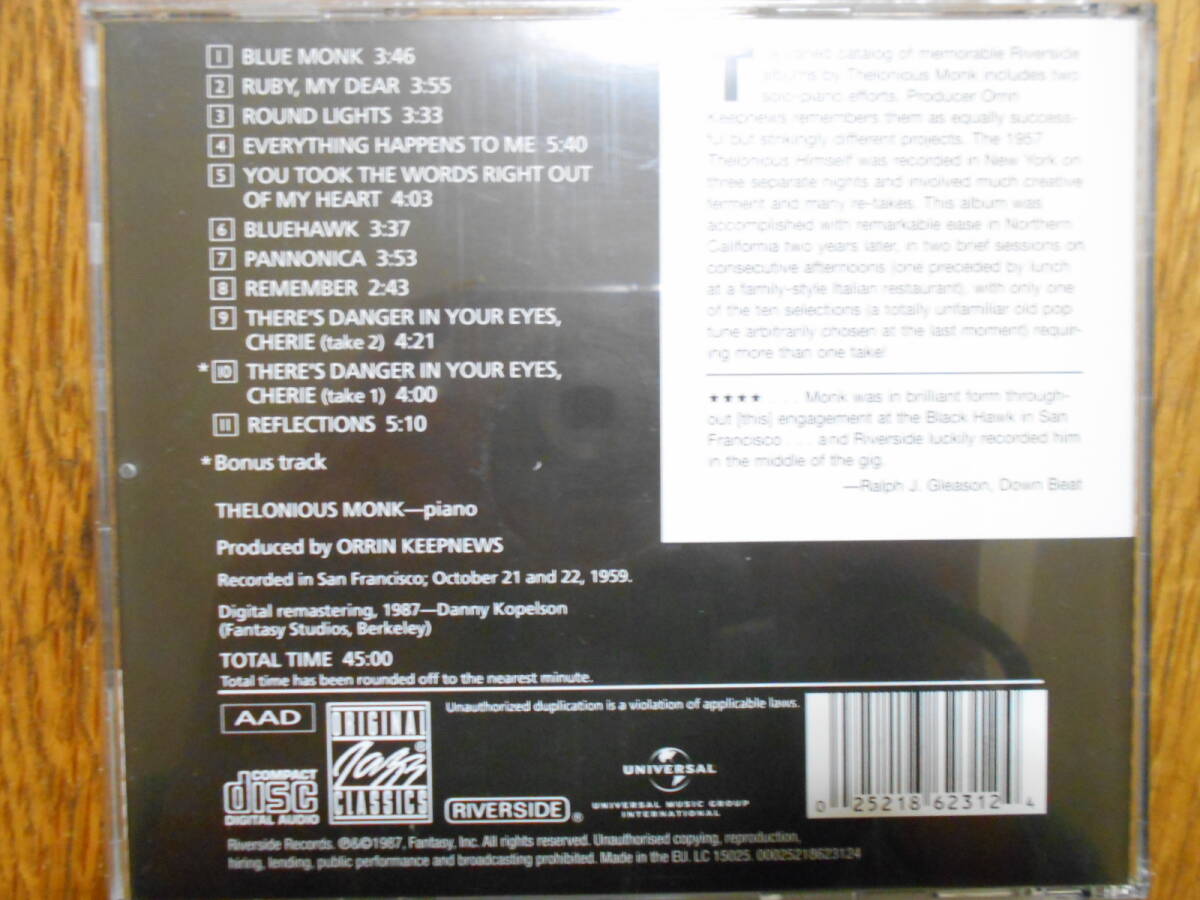 1 BLUE MONK 3:46
2 RUBY, MY DEAR 3:55
3 ROUND LIGHTS 3:33
4 EVERYTHING HAPPENS TO ME 5:40
5 YOU TOOK THE WORDS RIGHT OUT
OF MY HEART 4:03
6 BLUEHAWK 3:37
7 PANNONICA 3:53
8 REMEMBER 2:43
9 THERE'S DANGER IN YOUR EYES,
CHERIE (take 2) 4:21
*10 THERE'S DANGER IN YOUR EYES,
CHERIE (take 1) 4:00
11 REFLECTIONS 5:10
*Bonus track
THELONIOUS MONK—piano
Produced by ORRIN KEEPNEWS
Recorded in San Francisco; October 21 and 22, 1959.
Digital remastering, 1987—Danny Kopelson
(Fantasy Studios, Berkeley)
TOTAL TIME 45:00
Total time has been rounded off to the nearest minute.
catalog of memorable Riverside
albums by Thelonious Monk includes two
solo-piano efforts. Producer Orrin
Keepnews remembers them as equally success-
ful but strikingly different projects. The 1957
Thelonious Himself was recorded in New York on
three separate nights and involved much creative
ferment and many re-takes. This album was
accomplished with remarkable ease in Northern
California two years later, in two brief sessions on
consecutive afternoons (one preceded by lunch
at a family-style Italian restaurant), with only one
of the ten selections (a totally unfamiliar old pop
tune arbitrarily chosen at the last moment) requir-
ing more than one take!
★★★★ . . . Monk was in brilliant form through-
out [this] engagement at the Black Hawk in San
Francisco . . . and Riverside luckily recorded him
in the middle of the gig.
—Ralph J. Gleason, Down Beat
AAD
ORIGINAL
Jazz®
CLASSICS
COMPACT
disc
DIGITAL AUDIO
RIVERSIDE®
Unauthorized duplication is a violation of applicable laws.
UNIVERSAL
UNIVERSAL MUSIC GROUP
INTERNATIONAL
0 25218 62312 4
Riverside Records. ℗&©1987, Fantasy, Inc. All rights reserved. Unauthorised copying, reproduction,
hiring, lending, public performance and broadcasting prohibited. Made in the EU. LC 15025. 00025218623124